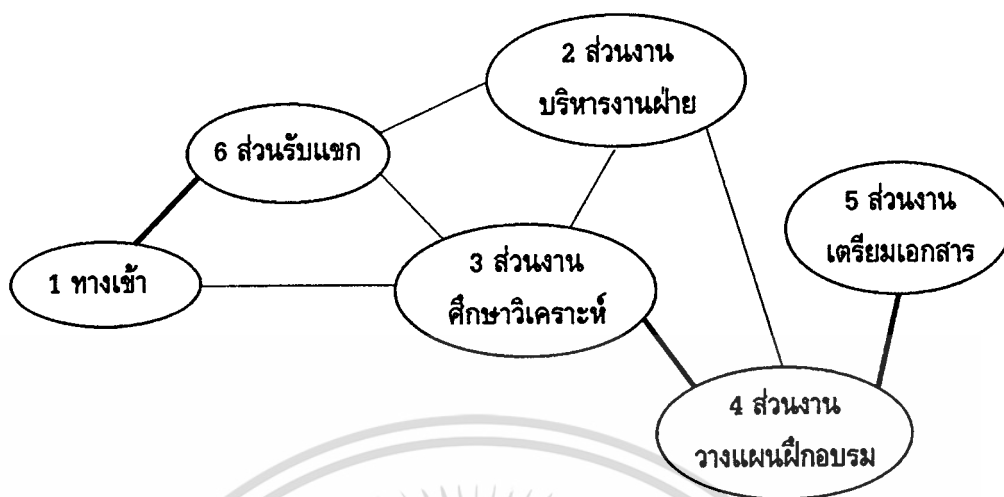 2 ส่วนงาน
บริหารงานฝ่าย
6 ส่วนรับแขก
5 ส่วนงาน
เตรียมเอกสาร
1 ทางเข้า
3 ส่วนงาน
ศึกษาวิเคราะห์
4 ส่วนงาน
วางแผนฝึกอบรม